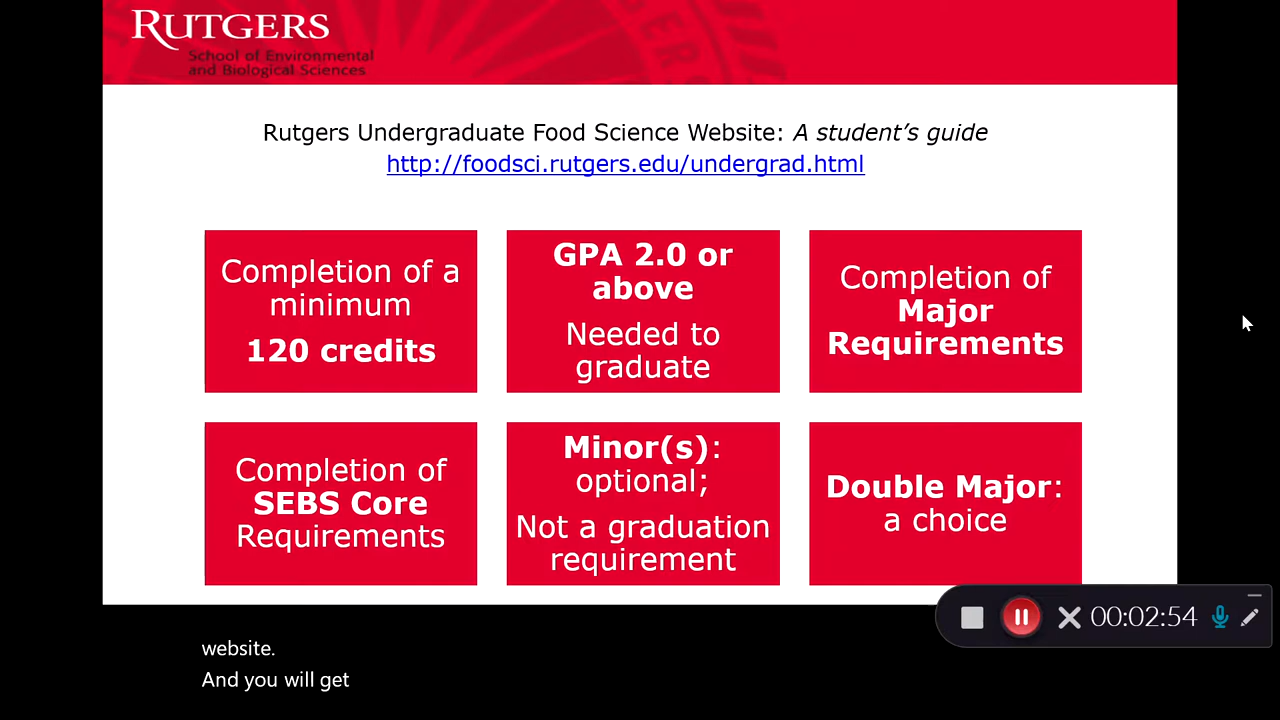 RUTGERS
School of Environmental
and Biological Sciences
Rutgers Undergraduate Food Science Website: A student’s guide
http://foodsci.rutgers.edu/undergrad.html
Completion of a
minimum
120 credits
GPA 2.0 or
above
Needed to
graduate
Completion of
Major
Requirements
Completion of
SEBS Core
Requirements
Minor(s):
optional;
Not a graduation
requirement
Double Major:
a choice
00:02:54
website.
And you will get